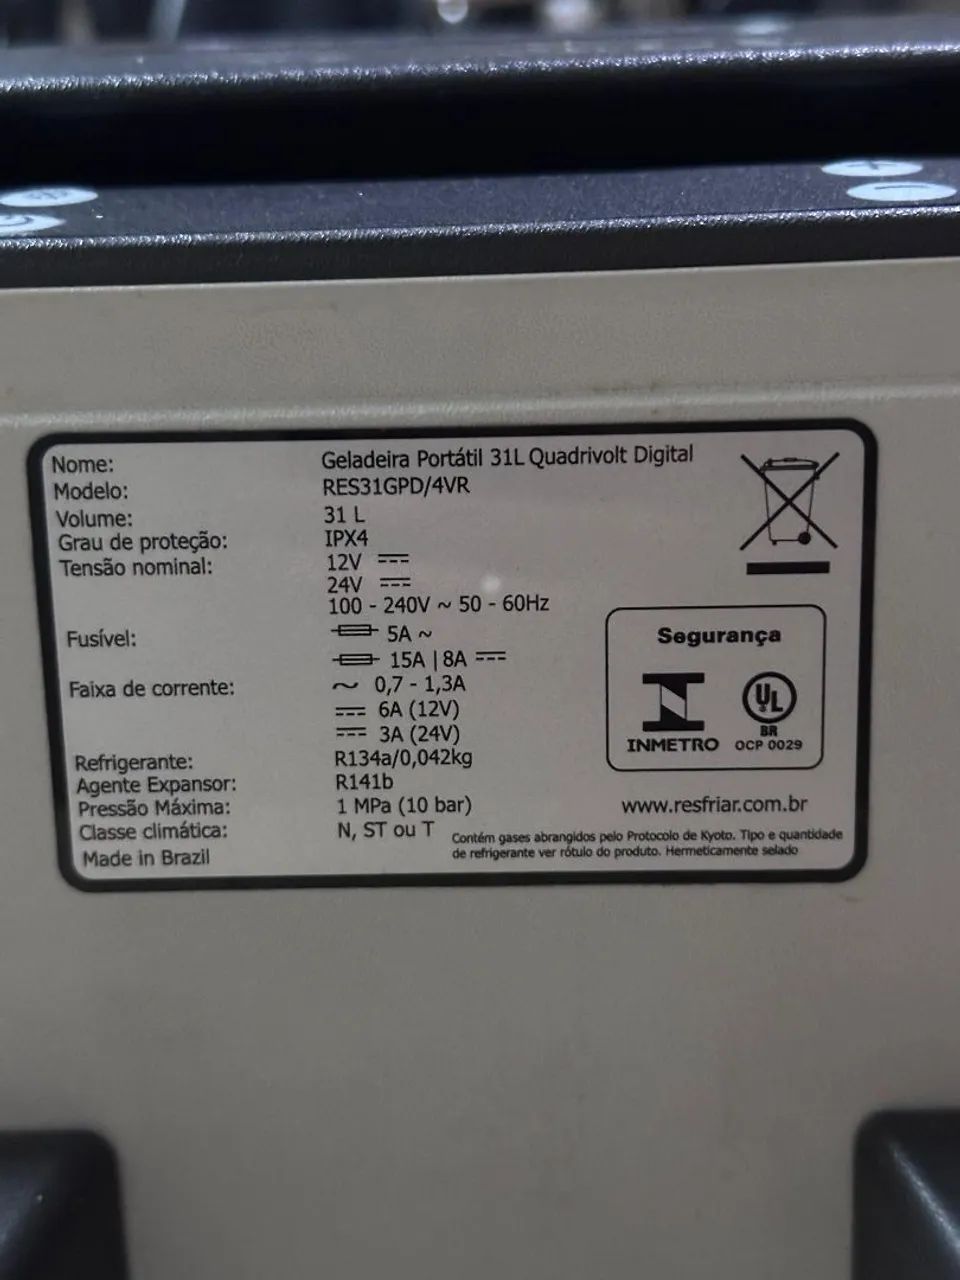 Nome: Geladeira Portátil 31L Quadrivolt Digital
Modelo: RES31GPD/4VR
Volume: 31 L
Grau de proteção: IPX4
Tensão nominal: 12V
24V
100 - 240V ~ 50 - 60Hz
Fusível: 5A ~
15A | 8A
Faixa de corrente: ~ 0,7 - 1,3A
6A (12V)
3A (24V)
Refrigerante: R134a/0,042kg
Agente Expansor: R141b
Pressão Máxima: 1 MPa (10 bar)
Classe climática: N, ST ou T
Made in Brazil
Segurança
INMETRO
UL
BR
OCP 0029
www.resfriar.com.br
Contém gases abrangidos pelo Protocolo de Kyoto. Tipo e quantidade
de refrigerante ver rótulo do produto. Hermeticamente selado